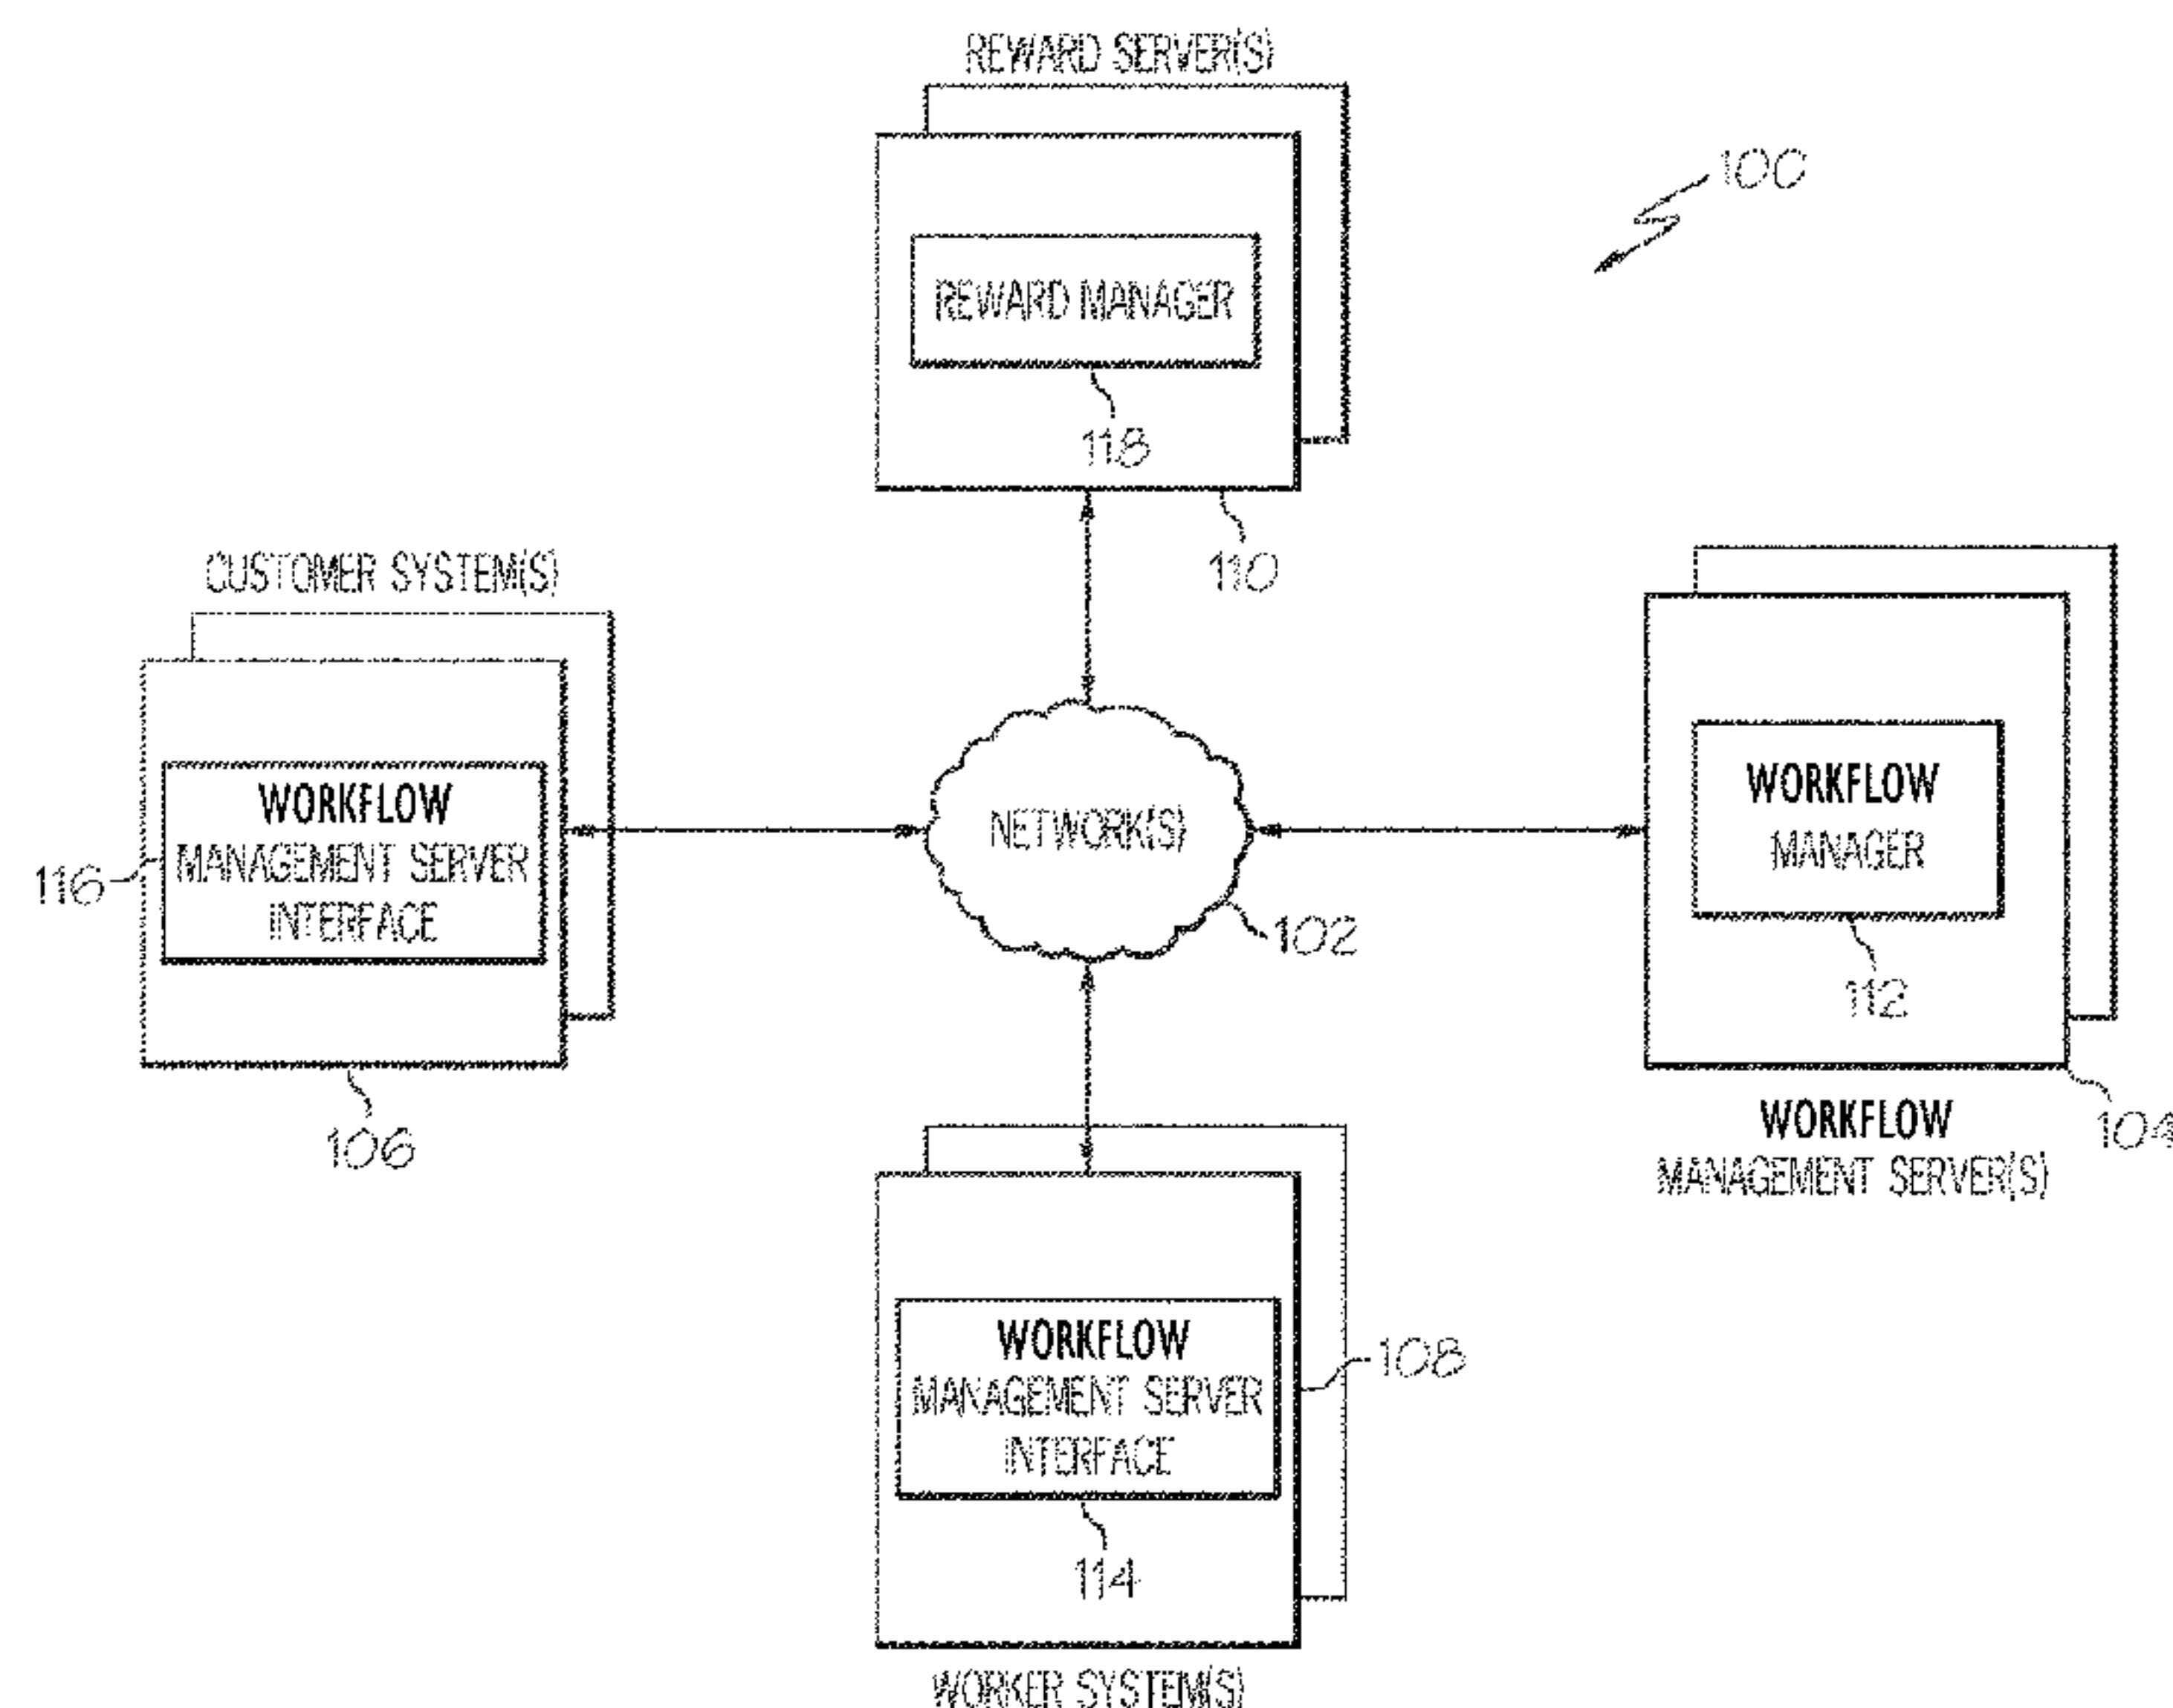 REWARD SERVER(S)
100
REWARD MANAGER
118
110
CUSTOMER SYSTEM(S)
WORKFLOW
MANAGEMENT SERVER
INTERFACE
116
106
NETWORK(S)
102
WORKFLOW
MANAGER
112
104
WORKFLOW
MANAGEMENT SERVER(S)
WORKFLOW
MANAGEMENT SERVER
INTERFACE
108
114
WORKER SYSTEM(S)